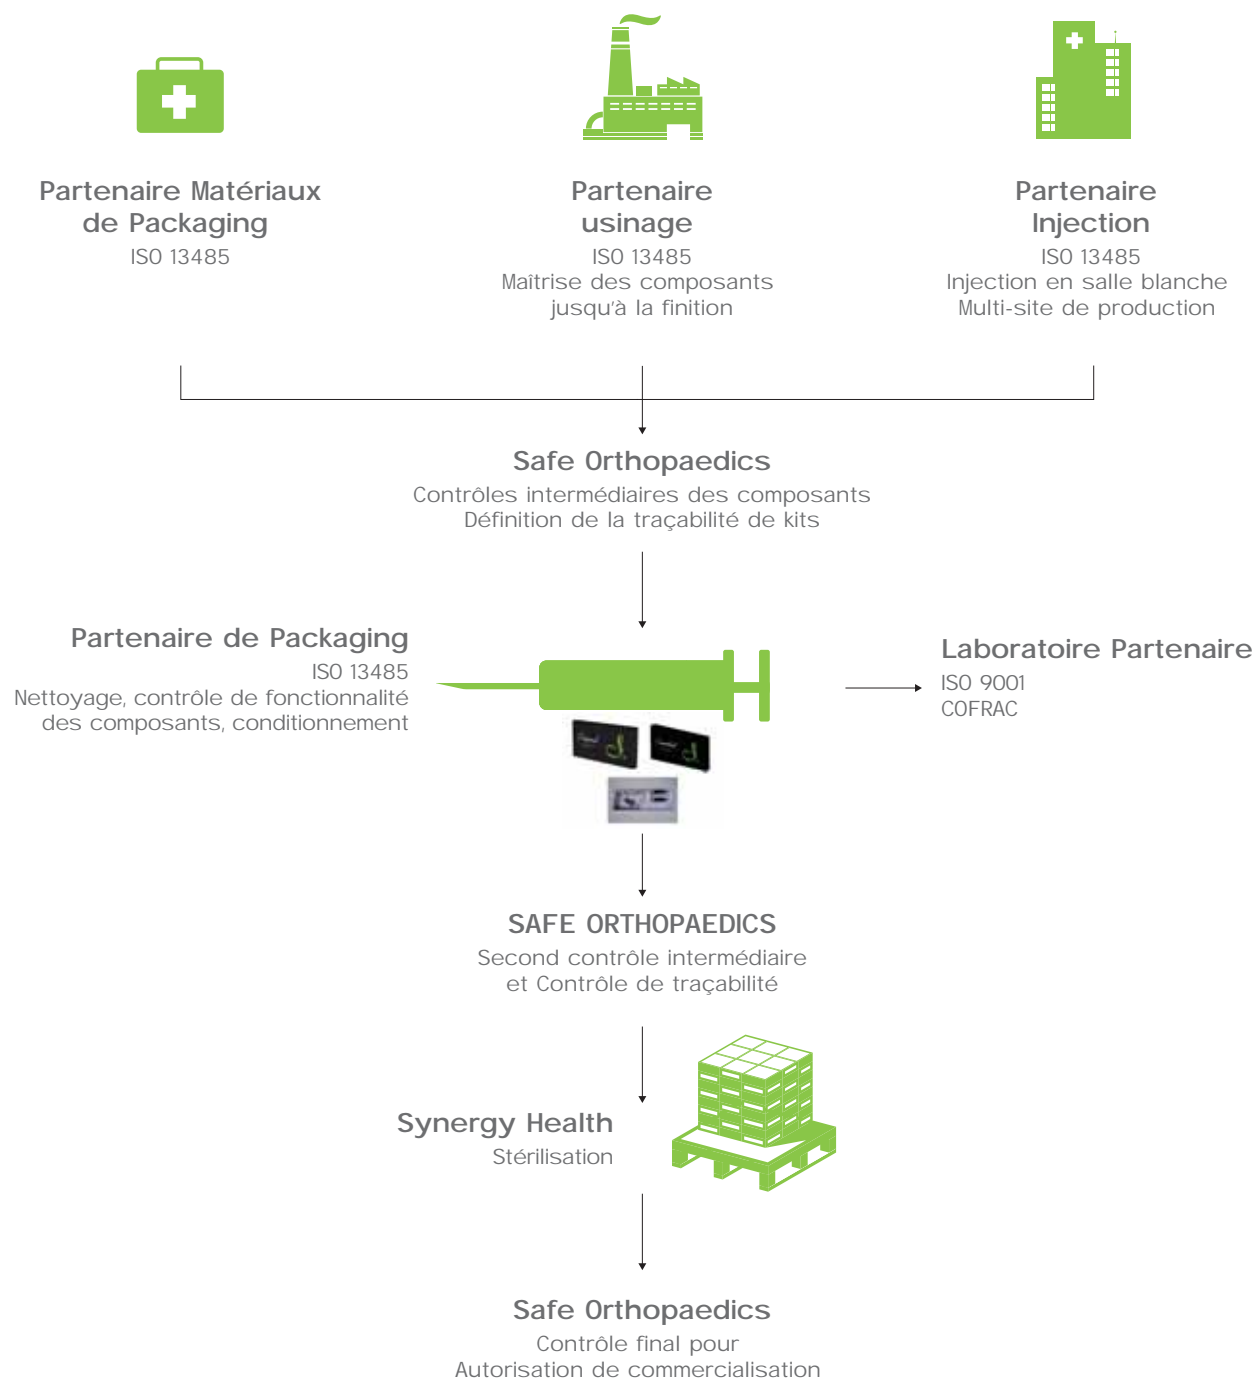 Partenaire Matériaux
de Packaging
ISO 13485
Partenaire
usinage
ISO 13485
Maîtrise des composants
jusqu'à la finition
Partenaire
Injection
ISO 13485
Injection en salle blanche
Multi-site de production
Safe Orthopaedics
Contrôles intermédiaires des composants
Définition de la traçabilité de kits
Partenaire de Packaging
ISO 13485
Nettoyage, contrôle de fonctionnalité
des composants, conditionnement
Laboratoire Partenaire
ISO 9001
COFRAC
SAFE ORTHOPAEDICS
Second contrôle intermédiaire
et Contrôle de traçabilité
Synergy Health
Stérilisation
Safe Orthopaedics
Contrôle final pour
Autorisation de commercialisation